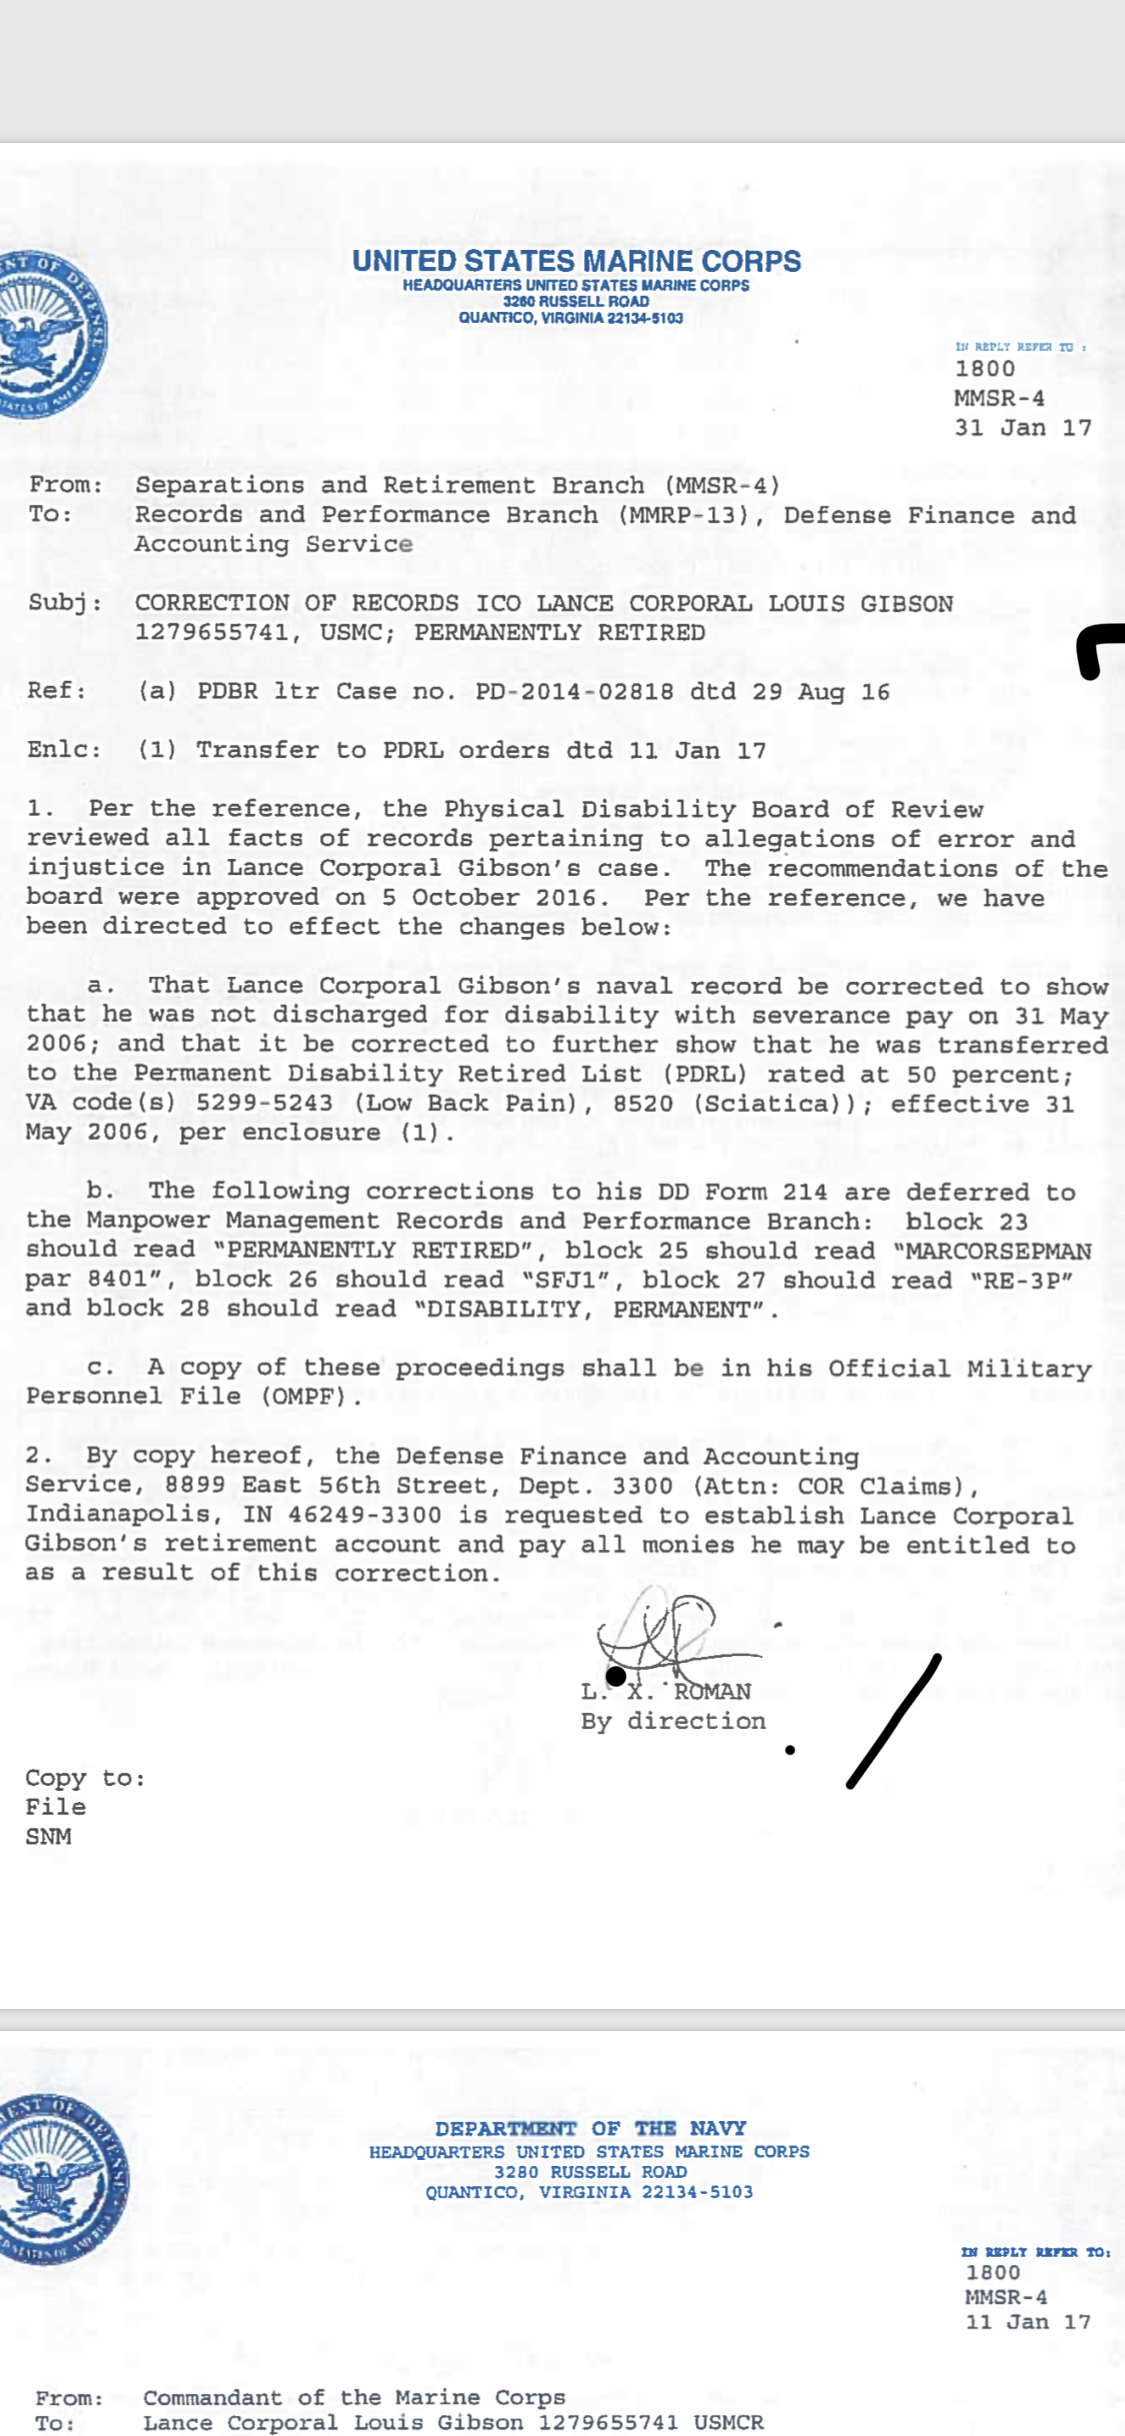 UNITED STATES MARINE CORPS
HEADQUARTERS UNITED STATES MARINE CORPS
3260 RUSSELL ROAD
QUANTICO, VIRGINIA 22134-5103
IN REPLY REFER TO :
1800
MMSR-4
31 Jan 17
From: Separations and Retirement Branch (MMSR-4)
To: Records and Performance Branch (MMRP-13), Defense Finance and
Accounting Service
Subj: CORRECTION OF RECORDS ICO LANCE CORPORAL LOUIS GIBSON
1279655741, USMC; PERMANENTLY RETIRED
Ref: (a) PDBR ltr Case no. PD-2014-02818 dtd 29 Aug 16
Enlc: (1) Transfer to PDRL orders dtd 11 Jan 17
1. Per the reference, the Physical Disability Board of Review
reviewed all facts of records pertaining to allegations of error and
injustice in Lance Corporal Gibson's case. The recommendations of the
board were approved on 5 October 2016. Per the reference, we have
been directed to effect the changes below:
a. That Lance Corporal Gibson's naval record be corrected to show
that he was not discharged for disability with severance pay on 31 May
2006; and that it be corrected to further show that he was transferred
to the Permanent Disability Retired List (PDRL) rated at 50 percent;
VA code(s) 5299-5243 (Low Back Pain), 8520 (Sciatica)); effective 31
May 2006, per enclosure (1).
b. The following corrections to his DD Form 214 are deferred to
the Manpower Management Records and Performance Branch: block 23
should read "PERMANENTLY RETIRED", block 25 should read "MARCORSEPMAN
par 8401", block 26 should read "SFJ1", block 27 should read "RE-3P"
and block 28 should read "DISABILITY, PERMANENT".
c. A copy of these proceedings shall be in his Official Military
Personnel File (OMPF).
2. By copy hereof, the Defense Finance and Accounting
Service, 8899 East 56th Street, Dept. 3300 (Attn: COR Claims),
Indianapolis, IN 46249-3300 is requested to establish Lance Corporal
Gibson's retirement account and pay all monies he may be entitled to
as a result of this correction.
L. X. ROMAN
By direction
Copy to:
File
SNM
DEPARTMENT OF THE NAVY
HEADQUARTERS UNITED STATES MARINE CORPS
3280 RUSSELL ROAD
QUANTICO, VIRGINIA 22134-5103
IN REPLY REFER TO:
1800
MMSR-4
11 Jan 17
From: Commandant of the Marine Corps
To: Lance Corporal Louis Gibson 1279655741 USMCR